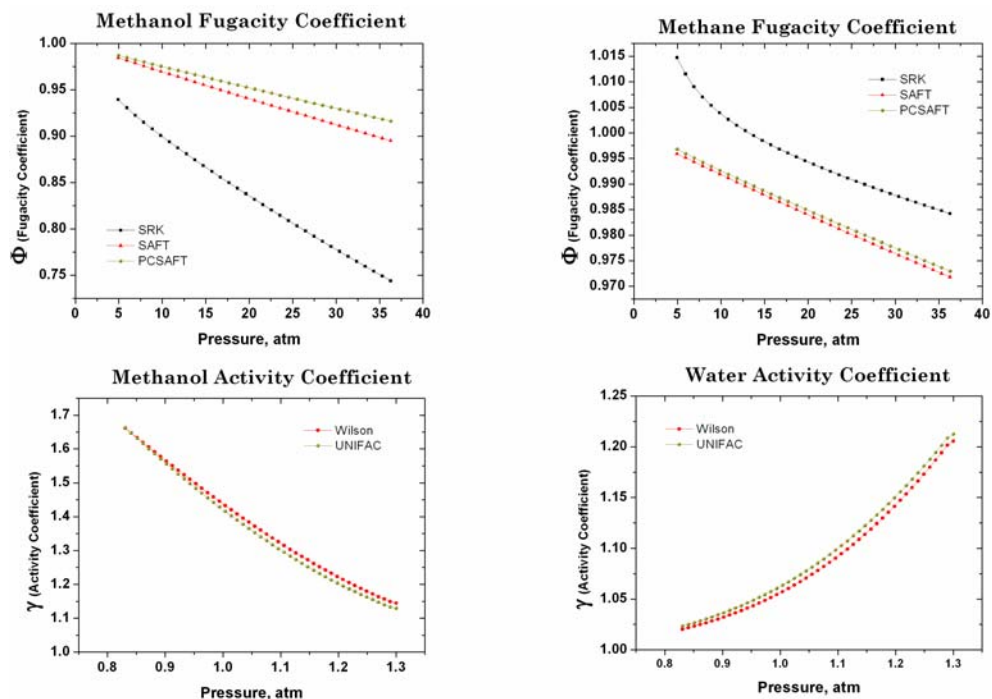 Methanol Fugacity Coefficient
1.00
0.95
0.90
0.85
0.80
0.75
Φ (Fugacity Coefficient)
SRK
SAFT
PCSAFT
0 5 10 15 20 25 30 35 40
Pressure, atm
Methane Fugacity Coefficient
1.015
1.010
1.005
1.000
0.995
0.990
0.985
0.980
0.975
0.970
Φ (Fugacity Coefficient)
SRK
SAFT
PCSAFT
0 5 10 15 20 25 30 35 40
Pressure, atm
Methanol Activity Coefficient
1.7
1.6
1.5
1.4
1.3
1.2
1.1
1.0
γ (Activity Coefficient)
Wilson
UNIFAC
0.8 0.9 1.0 1.1 1.2 1.3
Pressure, atm
Water Activity Coefficient
1.25
1.20
1.15
1.10
1.05
1.00
γ (Activity Coefficient)
Wilson
UNIFAC
0.8 0.9 1.0 1.1 1.2 1.3
Pressure, atm